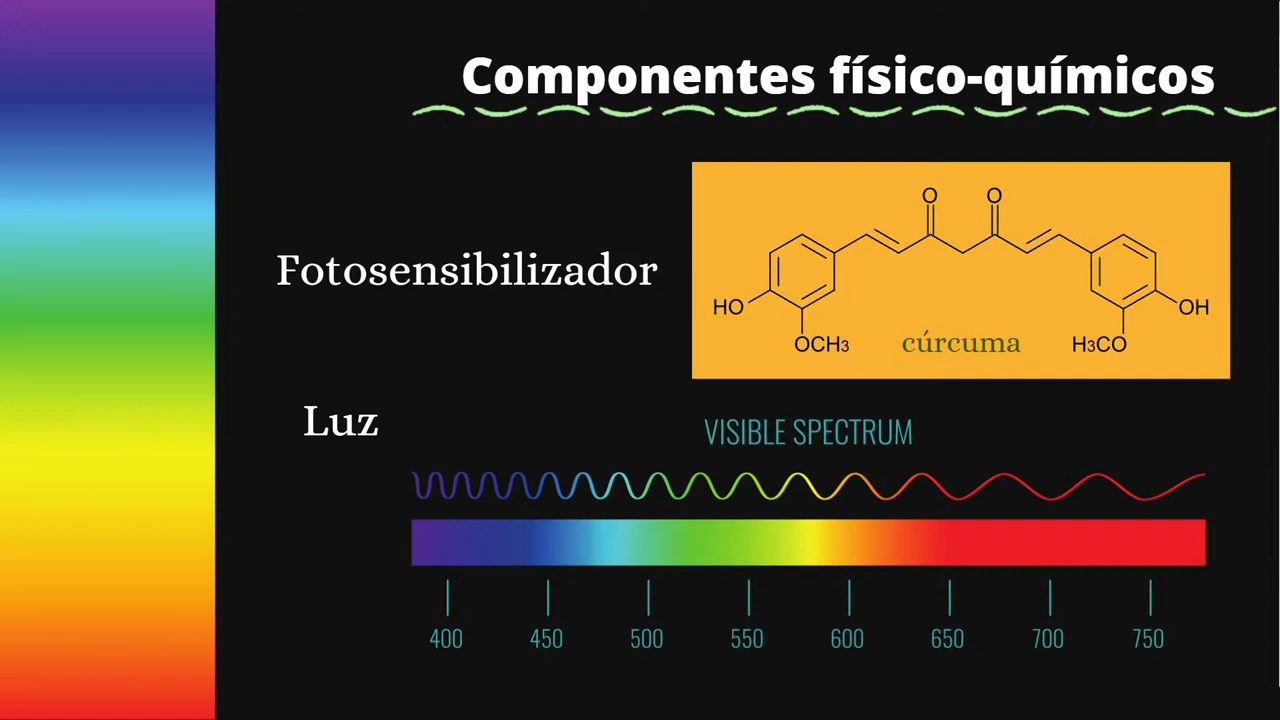 Componentes físico-químicos
Fotosensibilizador
O O
HO OH
OCH3 cúrcuma H3CO
Luz
VISIBLE SPECTRUM
400 450 500 550 600 650 700 750